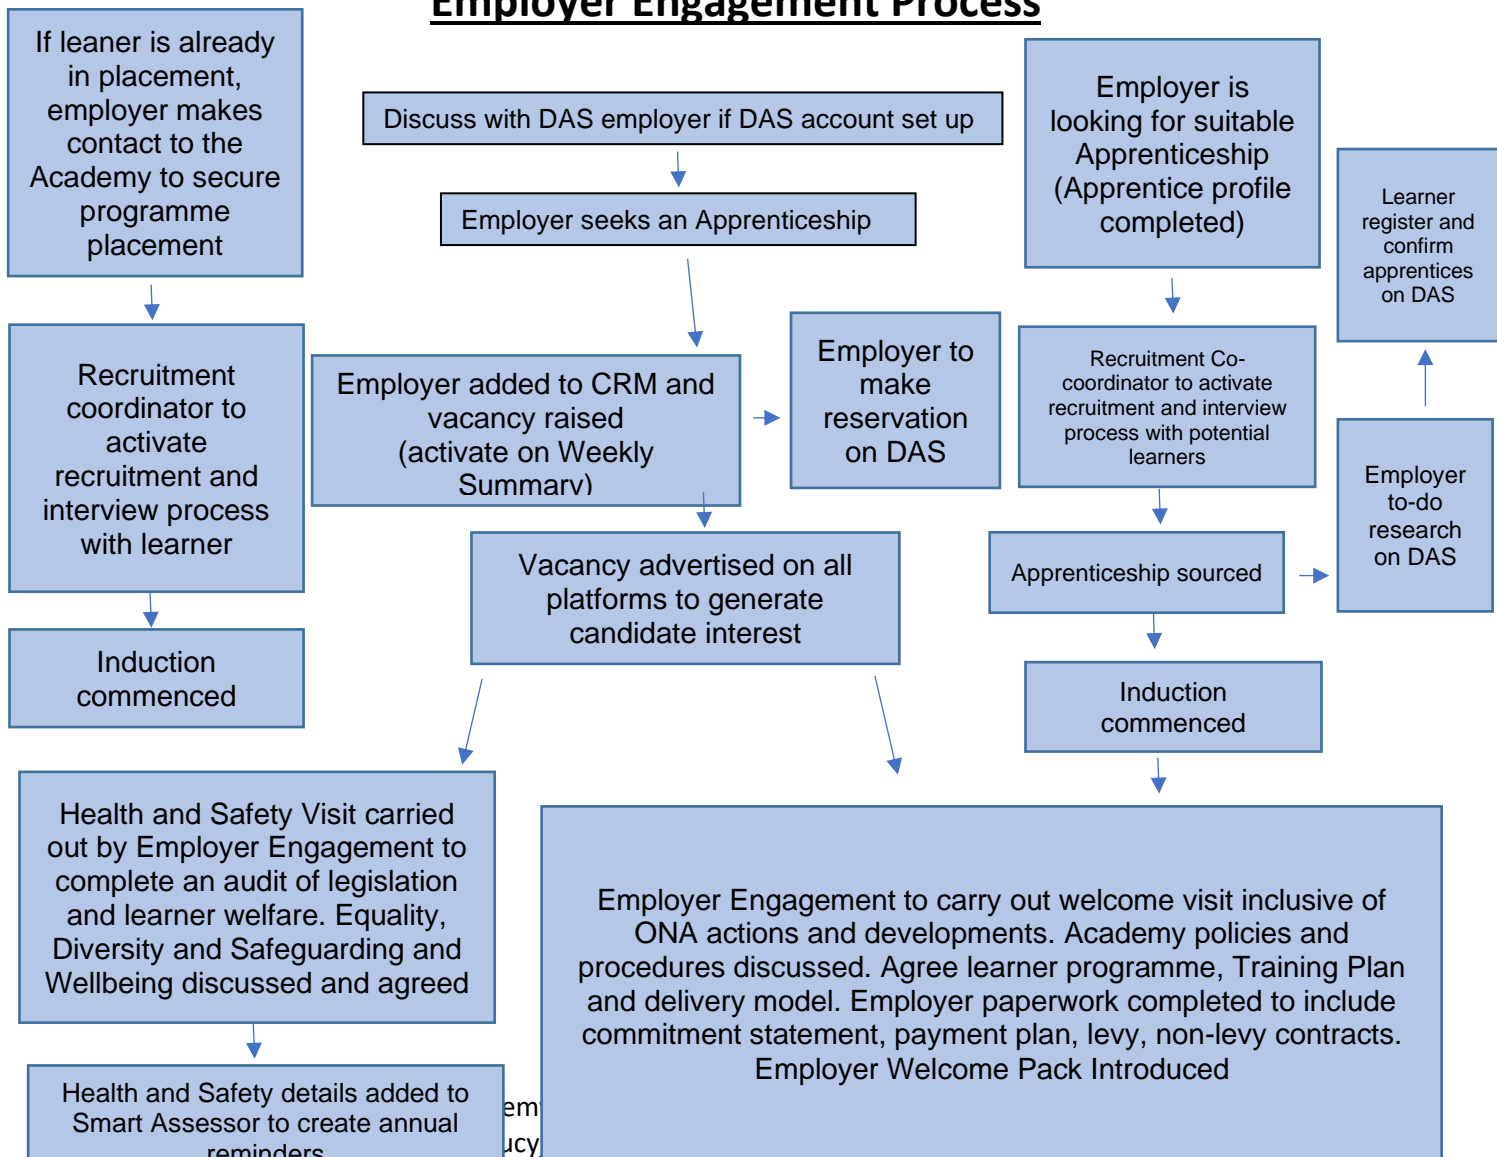 Employer Engagement Process
If leaner is already
in placement,
employer makes
contact to the
Academy to secure
programme
placement
Recruitment
coordinator to
activate
recruitment and
interview process
with learner
Induction
commenced
Discuss with DAS employer if DAS account set up
Employer seeks an Apprenticeship
Employer added to CRM and
vacancy raised
(activate on Weekly
Summary)
Employer to
make
reservation
on DAS
Vacancy advertised on all
platforms to generate
candidate interest
Employer is
looking for suitable
Apprenticeship
(Apprentice profile
completed)
Recruitment Co-
coordinator to activate
recruitment and interview
process with potential
learners
Apprenticeship sourced
Induction
commenced
Learner
register and
confirm
apprentices
on DAS
Employer
to-do
research
on DAS
Health and Safety Visit carried
out by Employer Engagement to
complete an audit of legislation
and learner welfare. Equality,
Diversity and Safeguarding and
Wellbeing discussed and agreed
Health and Safety details added to
Smart Assessor to create annual
reminders
Employer Engagement to carry out welcome visit inclusive of
ONA actions and developments. Academy policies and
procedures discussed. Agree learner programme, Training Plan
and delivery model. Employer paperwork completed to include
commitment statement, payment plan, levy, non-levy contracts.
Employer Welcome Pack Introduced